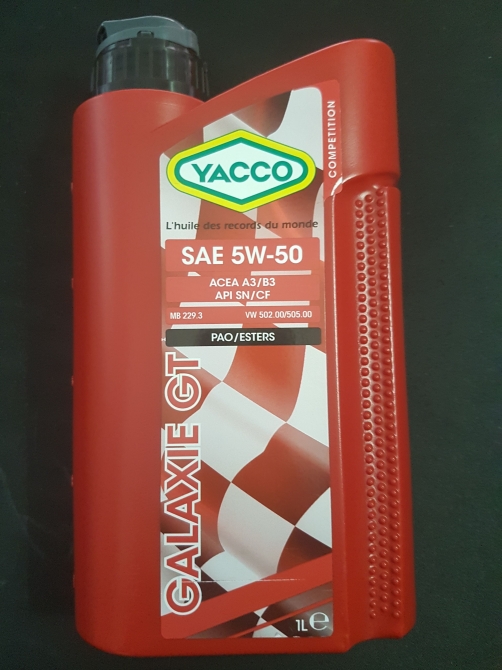 YACCO
COMPETITION
L'huile des records du monde
SAE 5W-50
ACEA A3/B3
API SN/CF
MB 229.3 VW 502.00/505.00
PAO/ESTERS
GALAXIE GT
1L ℮